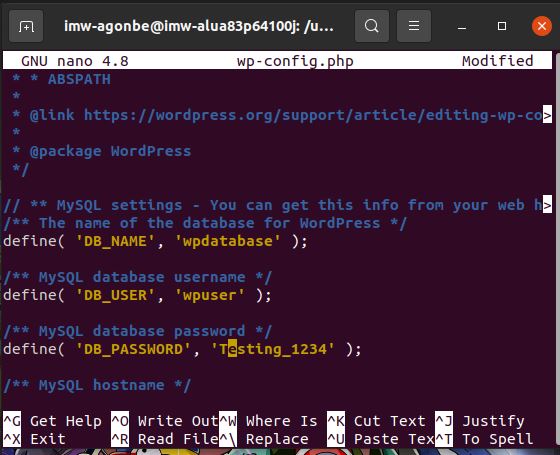 imw-agonbe@imw-alua83p64100j: /u...
GNU nano 4.8 wp-config.php Modified
* * ABSPATH
*
* @link https://wordpress.org/support/article/editing-wp-co>
*
* @package WordPress
*/
// ** MySQL settings - You can get this info from your web h>
/** The name of the database for WordPress */
define( 'DB_NAME', 'wpdatabase' );
/** MySQL database username */
define( 'DB_USER', 'wpuser' );
/** MySQL database password */
define( 'DB_PASSWORD', 'Testing_1234' );
/** MySQL hostname */
^G Get Help ^O Write Out ^W Where Is ^K Cut Text ^J Justify
^X Exit ^R Read File ^\ Replace ^U Paste Tex ^T To Spell